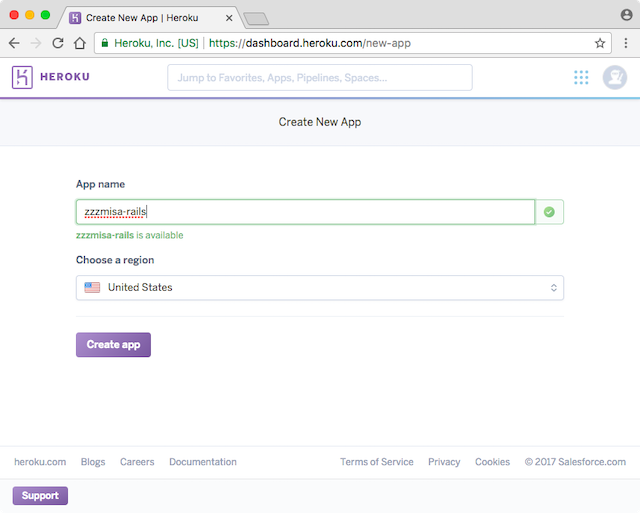 Create New App | Heroku
Heroku, Inc. [US] https://dashboard.heroku.com/new-app
HEROKU Jump to Favorites, Apps, Pipelines, Spaces...
Create New App
App name
zzzmisa-rails
zzzmisa-rails is available
Choose a region
United States
Create app
heroku.com Blogs Careers Documentation Terms of Service Privacy Cookies © 2017 Salesforce.com
Support